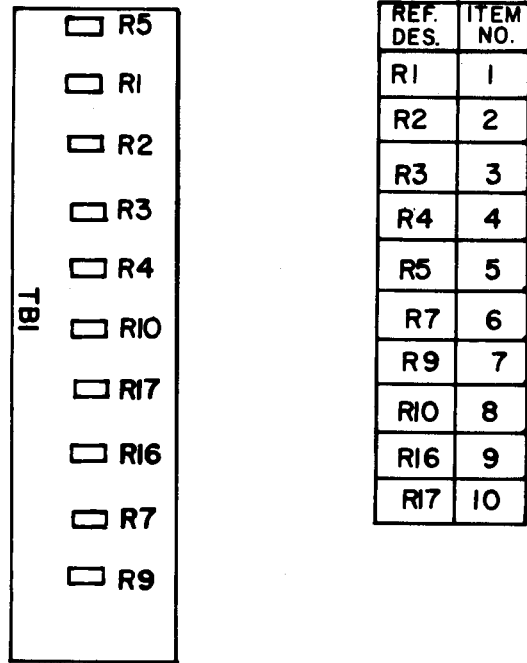 R5
R1
R2
R3
R4
R10
R17
R16
R7
R9
TB1
REF. DES. ITEM NO.
R1 1
R2 2
R3 3
R4 4
R5 5
R7 6
R9 7
R10 8
R16 9
R17 10